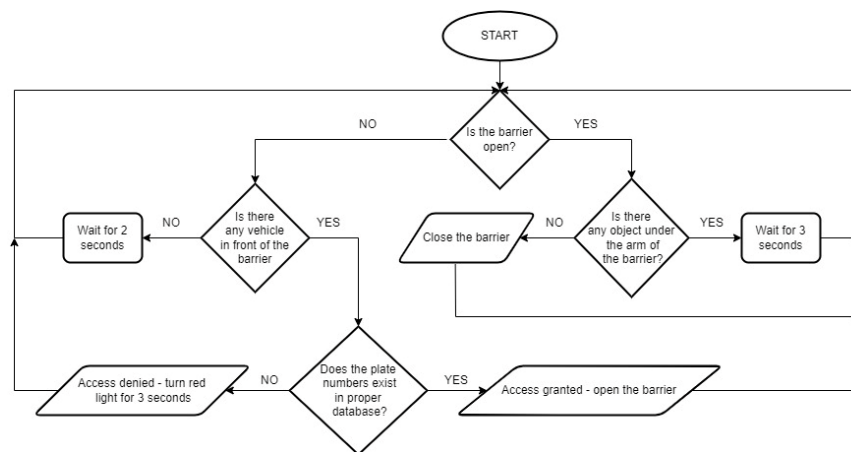 START
NO
YES
Is the barrier
open?
Wait for 2
seconds
NO
Is there
any vehicle
in front of the
barrier
YES
Close the barrier
NO
Is there
any object under
the arm of
the barrier?
YES
Wait for 3
seconds
Access denied - turn red
light for 3 seconds
NO
Does the plate
numbers exist
in proper
database?
YES
Access granted - open the barrier